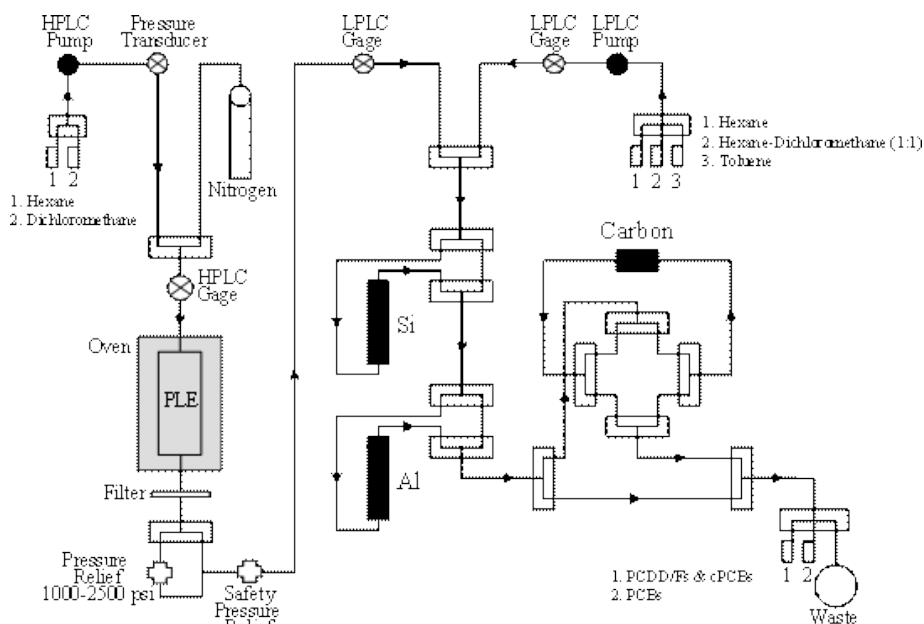 HPLC
Pump
Pressure
Transducer
LPLC
Gage
LPLC
Gage
LPLC
Pump
1 2
1. Hexane
2. Dichloromethane
Nitrogen
1. Hexane
2. Hexane-Dichloromethane (1:1)
3. Toluene
1 2 3
HPLC
Gage
Carbon
Oven
PLE
Si
Filter
Al
Pressure
Relief
1000-2500 psi
Safety
Pressure
1. PCDD/Fs & cPCBs
2. PCBs
1 2
Waste